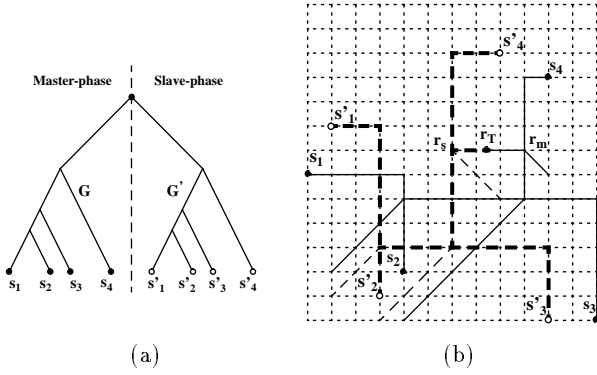 Master-phase Slave-phase
G G'
s1 s2 s3 s4 s'1 s'2 s'3 s'4
(a)
s'4
s4
s'1
rs rT rm
s1
s2
s'2
s'3 s3
(b)